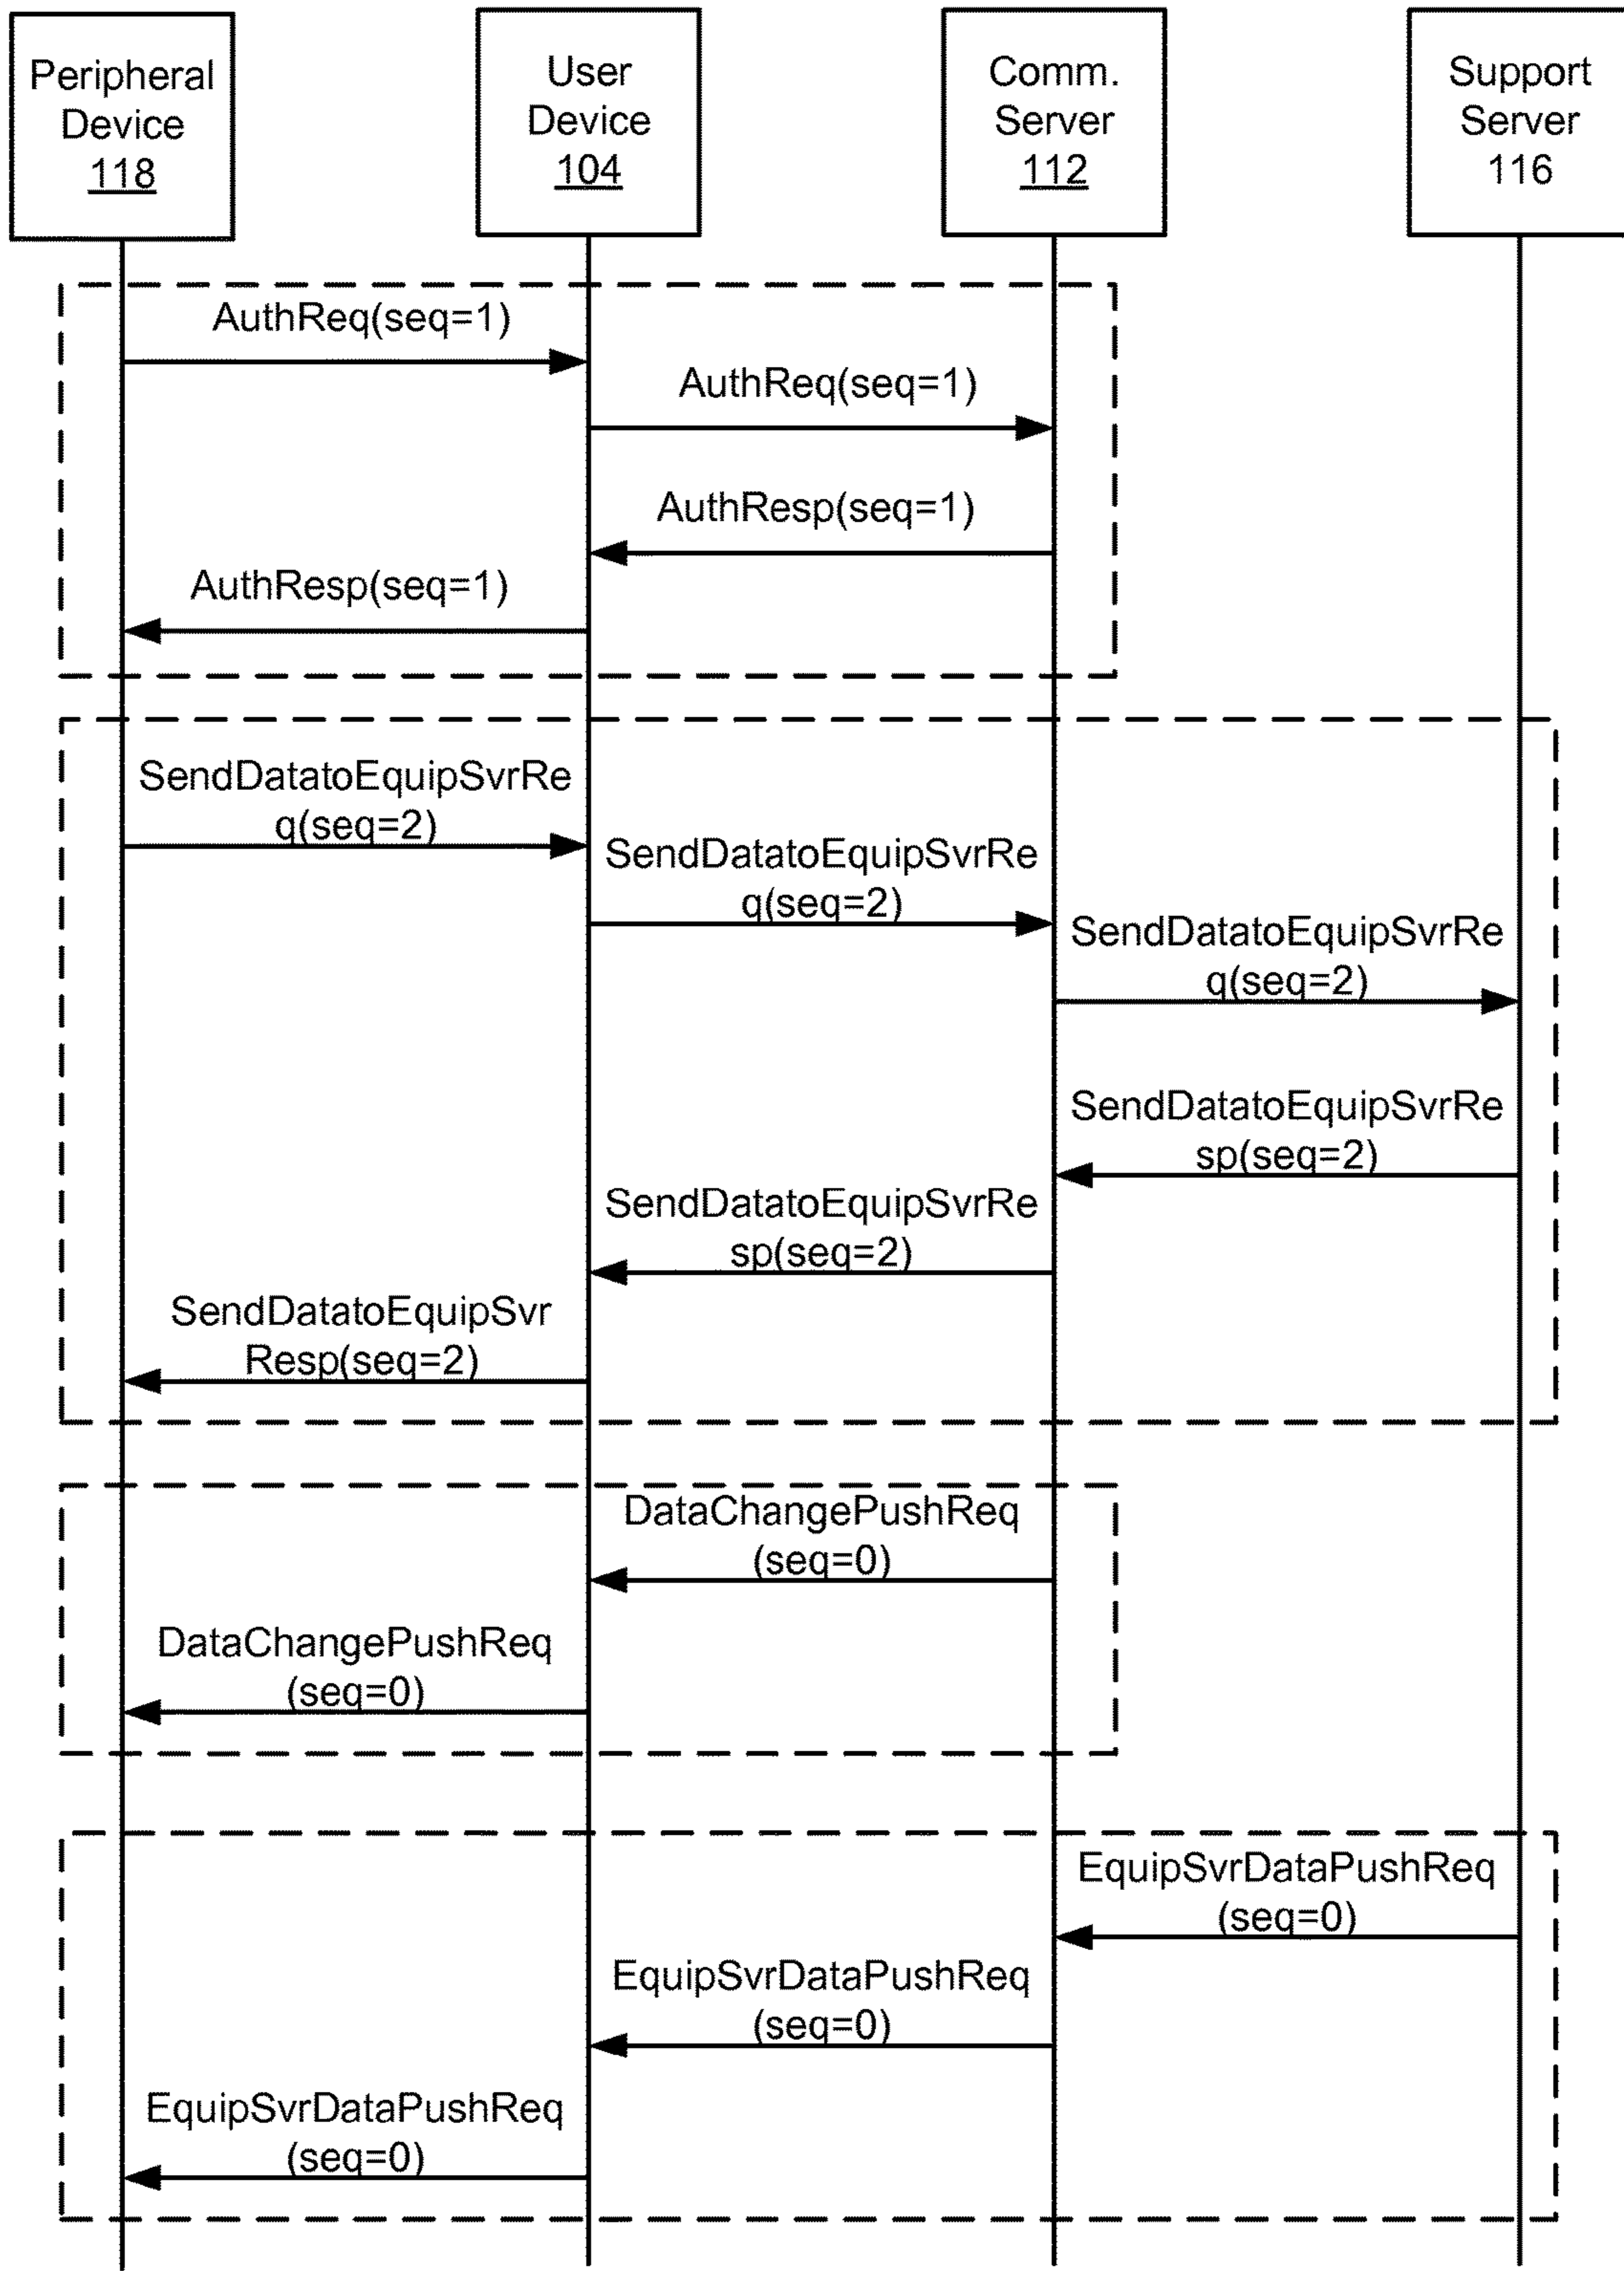 Peripheral
Device
118
User
Device
104
Comm.
Server
112
Support
Server
116
AuthReq(seq=1)
AuthReq(seq=1)
AuthResp(seq=1)
AuthResp(seq=1)
SendDatatoEquipSvrRe
q(seq=2)
SendDatatoEquipSvrRe
q(seq=2)
SendDatatoEquipSvrRe
q(seq=2)
SendDatatoEquipSvrRe
sp(seq=2)
SendDatatoEquipSvrRe
sp(seq=2)
SendDatatoEquipSvr
Resp(seq=2)
DataChangePushReq
(seq=0)
DataChangePushReq
(seq=0)
EquipSvrDataPushReq
(seq=0)
EquipSvrDataPushReq
(seq=0)
EquipSvrDataPushReq
(seq=0)